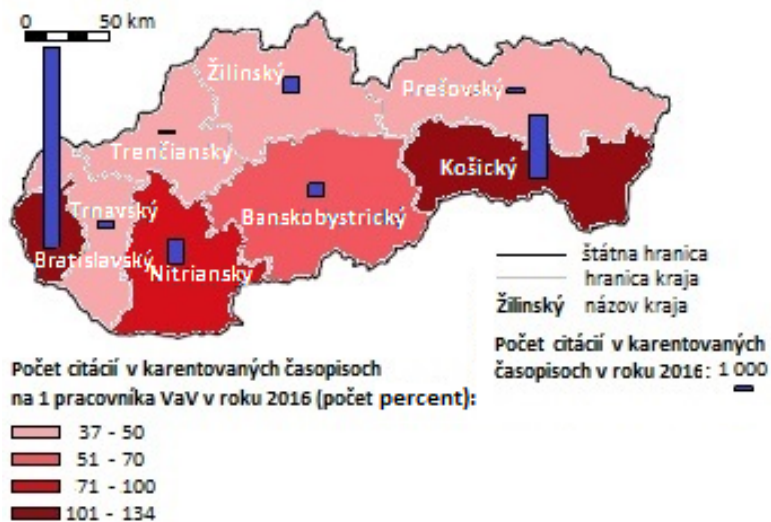 0 50 km
Žilinský
Prešovský
Trenčiansky
Košický
Trnavský
Banskobystrický
Bratislavský
Nitriansky
štátna hranica
hranica kraja
Žilinský názov kraja
Počet citácií v karentovaných
časopisoch v roku 2016: 1 000
Počet citácií v karentovaných časopisoch
na 1 pracovníka VaV v roku 2016 (počet percent):
37 - 50
51 - 70
71 - 100
101 - 134